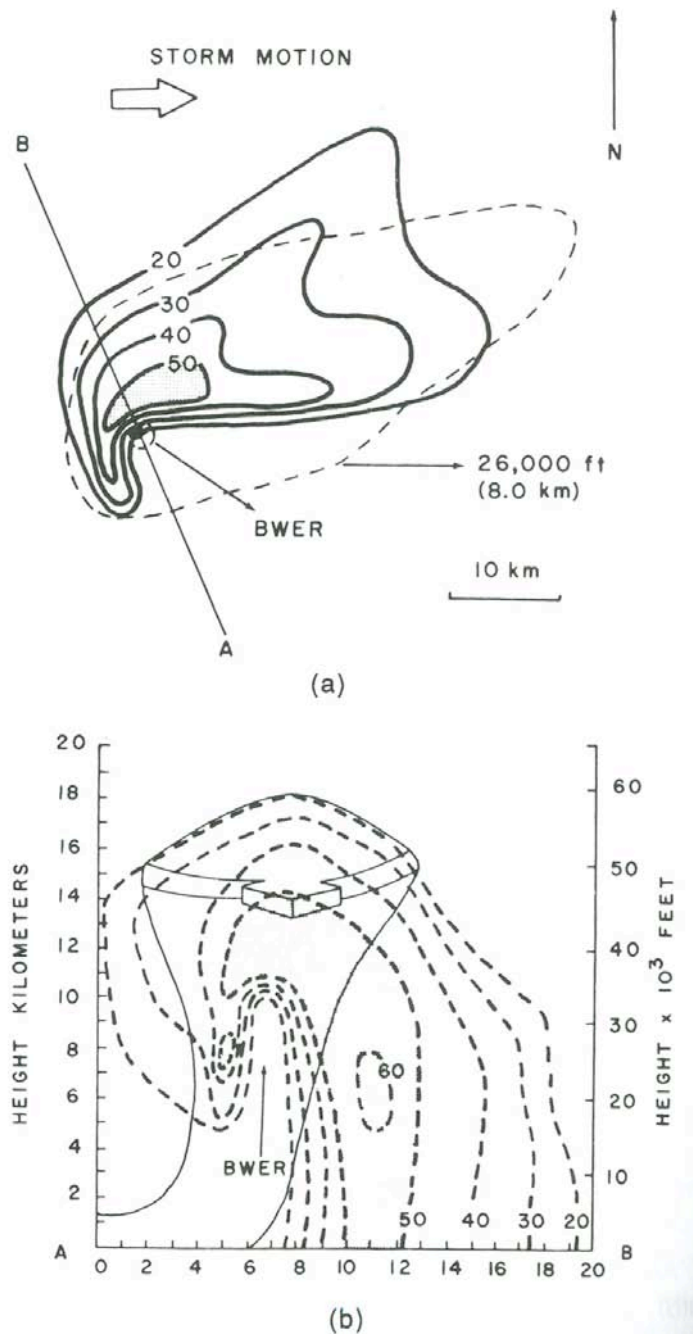 STORM MOTION
N
B
20
30
40
50
26,000 ft
(8.0 km)
BWER
10 km
A
(a)
20
18
16
14
12
10
8
6
4
2
A
HEIGHT KILOMETERS
60
50
40
30
20
10
B
HEIGHT x 10³ FEET
60
BWER
50 40 30 20
0 2 4 6 8 10 12 14 16 18 20
(b)